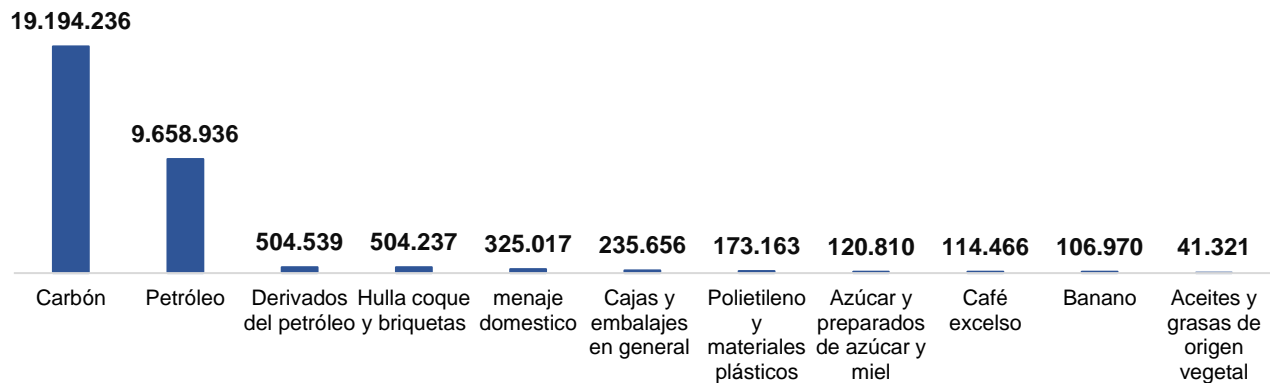 19.194.236
9.658.936
504.539
504.237
325.017
235.656
173.163
120.810
114.466
106.970
41.321
Carbón
Petróleo
Derivados
del petróleo
Hulla coque
y briquetas
menaje
domestico
Cajas y
embalajes
en general
Polietileno
y
materiales
plásticos
Azúcar y
preparados
de azúcar y
miel
Café
excelso
Banano
Aceites y
grasas de
origen
vegetal